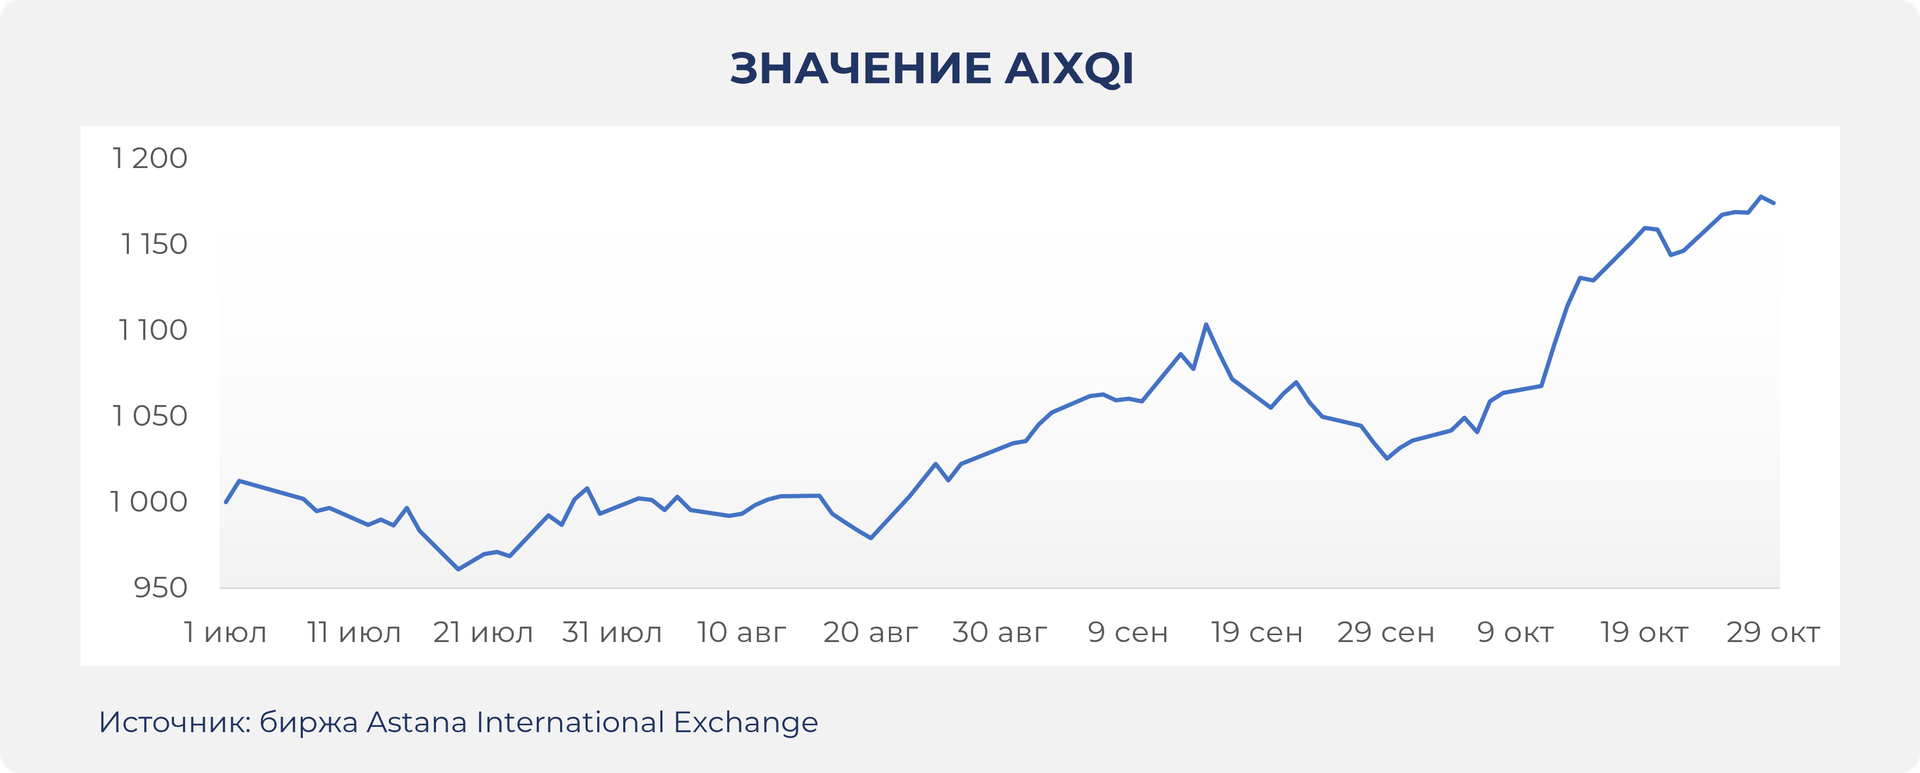 ЗНАЧЕНИЕ AIXQI
1 200
1 150
1 100
1 050
1 000
950
1 июл 11 июл 21 июл 31 июл 10 авг 20 авг 30 авг 9 сен 19 сен 29 сен 9 окт 19 окт 29 окт
Источник: биржа Astana International Exchange